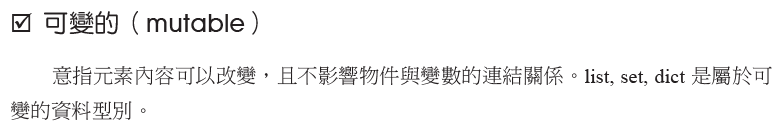 ☑ 可變的（mutable）
意指元素內容可以改變，且不影響物件與變數的連結關係。list, set, dict 是屬於可
變的資料型別。